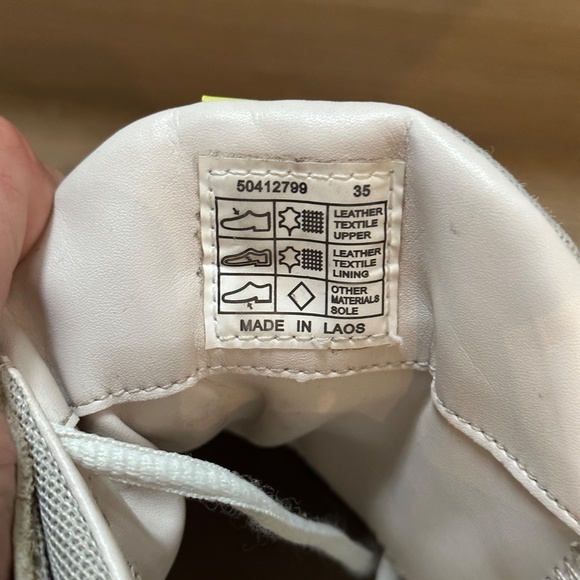 50412799 35
LEATHER
TEXTILE
UPPER
LEATHER
TEXTILE
LINING
OTHER
MATERIALS
SOLE
MADE IN LAOS